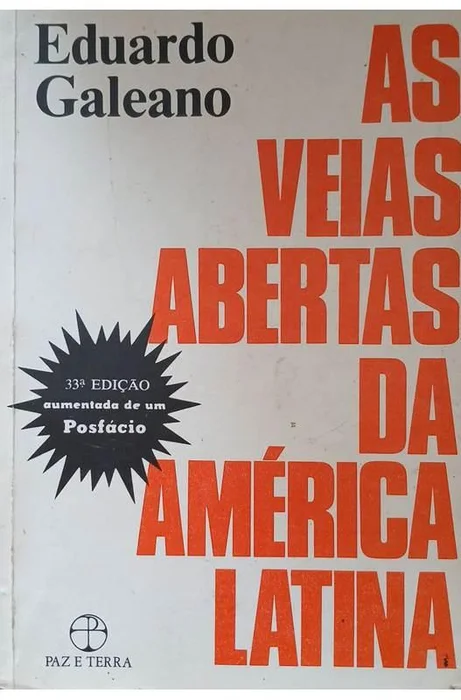 Eduardo
Galeano
AS
VEIAS
ABERTAS
DA
AMÉRICA
LATINA
33ª EDIÇÃO
aumentada de um
Posfácio
PAZ E TERRA